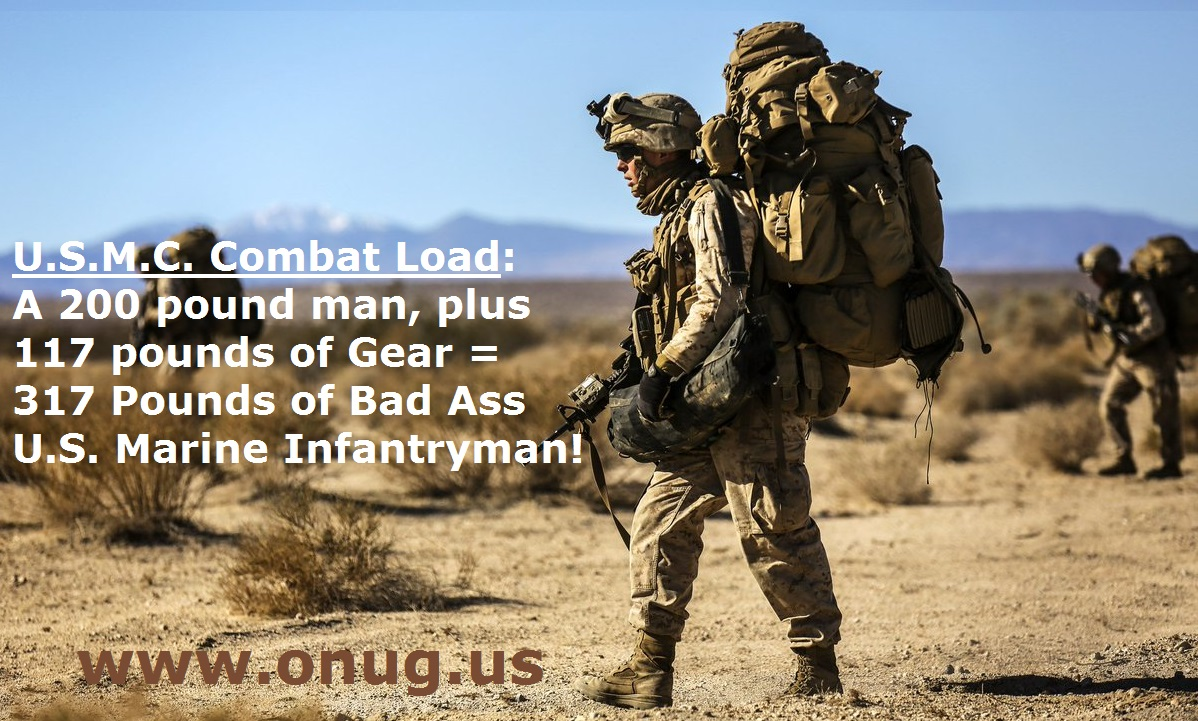 U.S.M.C. Combat Load:
A 200 pound man, plus
117 pounds of Gear =
317 Pounds of Bad Ass
U.S. Marine Infantryman!
www.onug.us